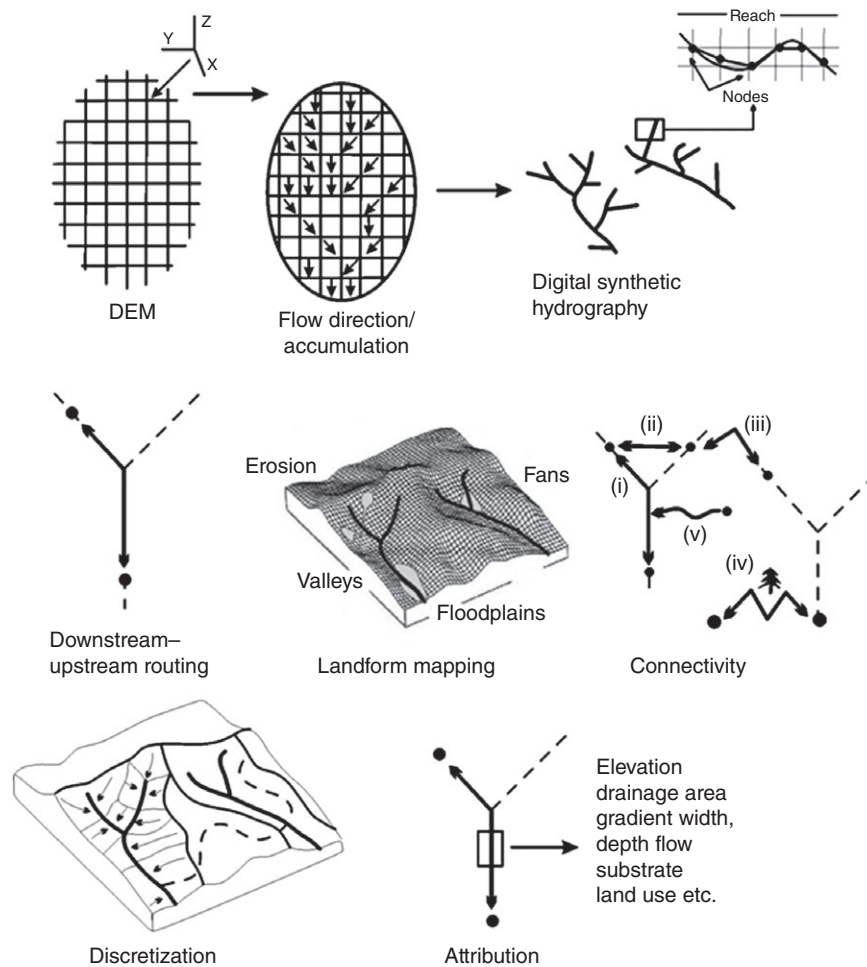 Z
Y
X
Reach
Nodes
DEM
Flow direction/
accumulation
Digital synthetic
hydrography
Downstream–
upstream routing
Erosion
Fans
Valleys
Floodplains
Landform mapping
(ii)
(iii)
(i)
(v)
(iv)
Connectivity
Discretization
Elevation
drainage area
gradient width,
depth flow
substrate
land use etc.
Attribution